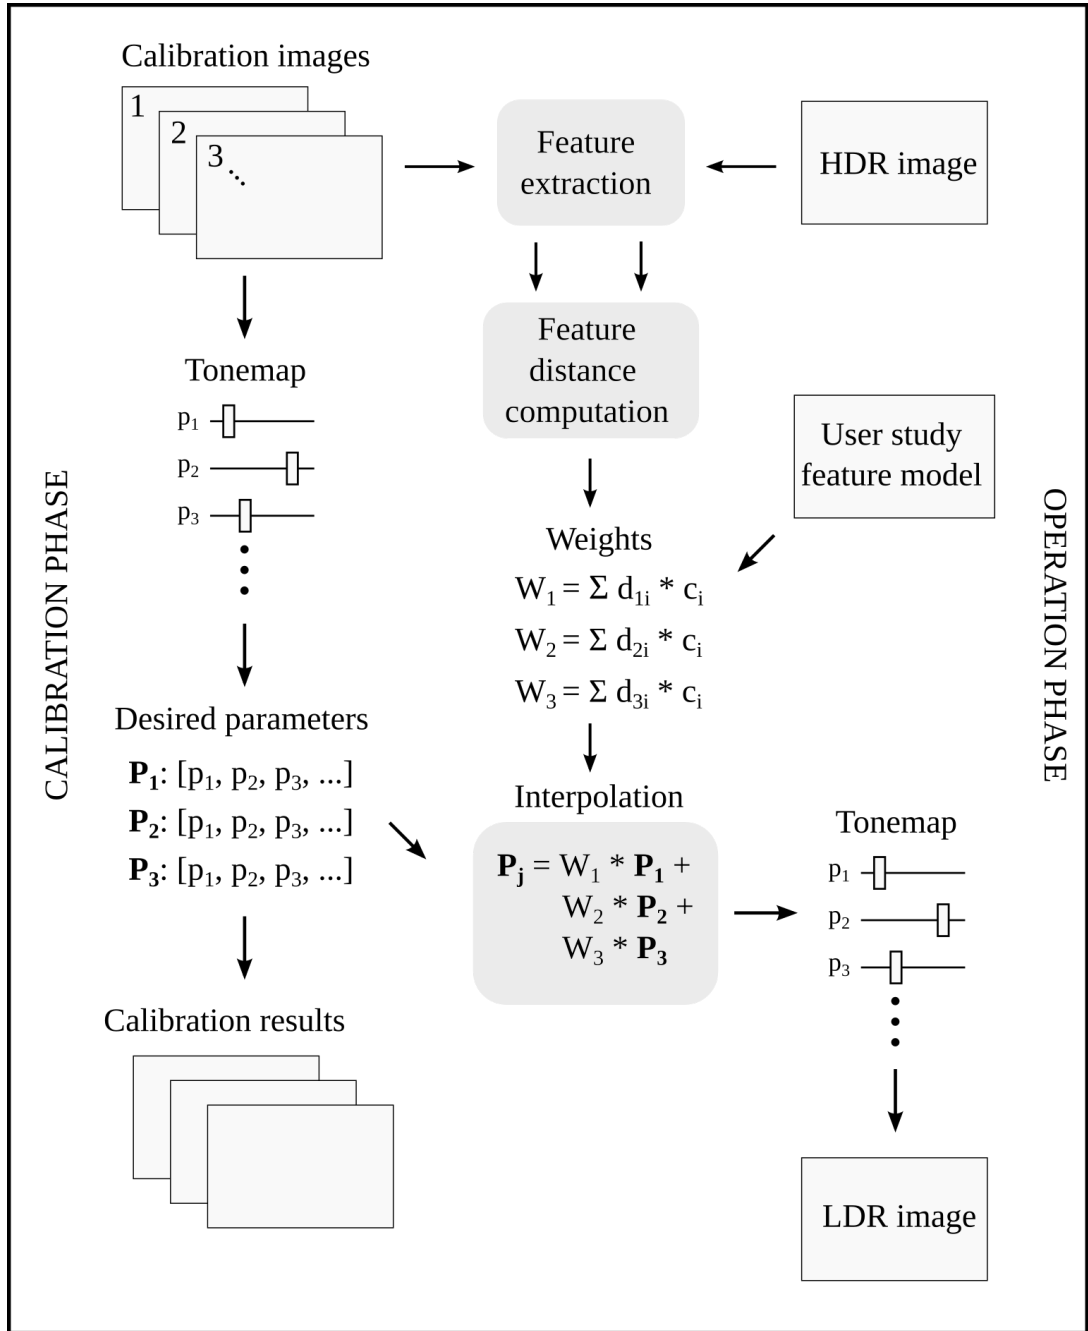 Calibration images
1
2
3
Feature
extraction
HDR image
Feature
distance
computation
Tonemap
p₁
p₂
p₃
User study
feature model
CALIBRATION PHASE
OPERATION PHASE
Weights
W₁ = Σ d₁ᵢ * cᵢ
W₂ = Σ d₂ᵢ * cᵢ
W₃ = Σ d₃ᵢ * cᵢ
Desired parameters
P₁: [p₁, p₂, p₃, ...]
P₂: [p₁, p₂, p₃, ...]
P₃: [p₁, p₂, p₃, ...]
Interpolation
Pⱼ = W₁ * P₁ +
W₂ * P₂ +
W₃ * P₃
Tonemap
p₁
p₂
p₃
Calibration results
LDR image